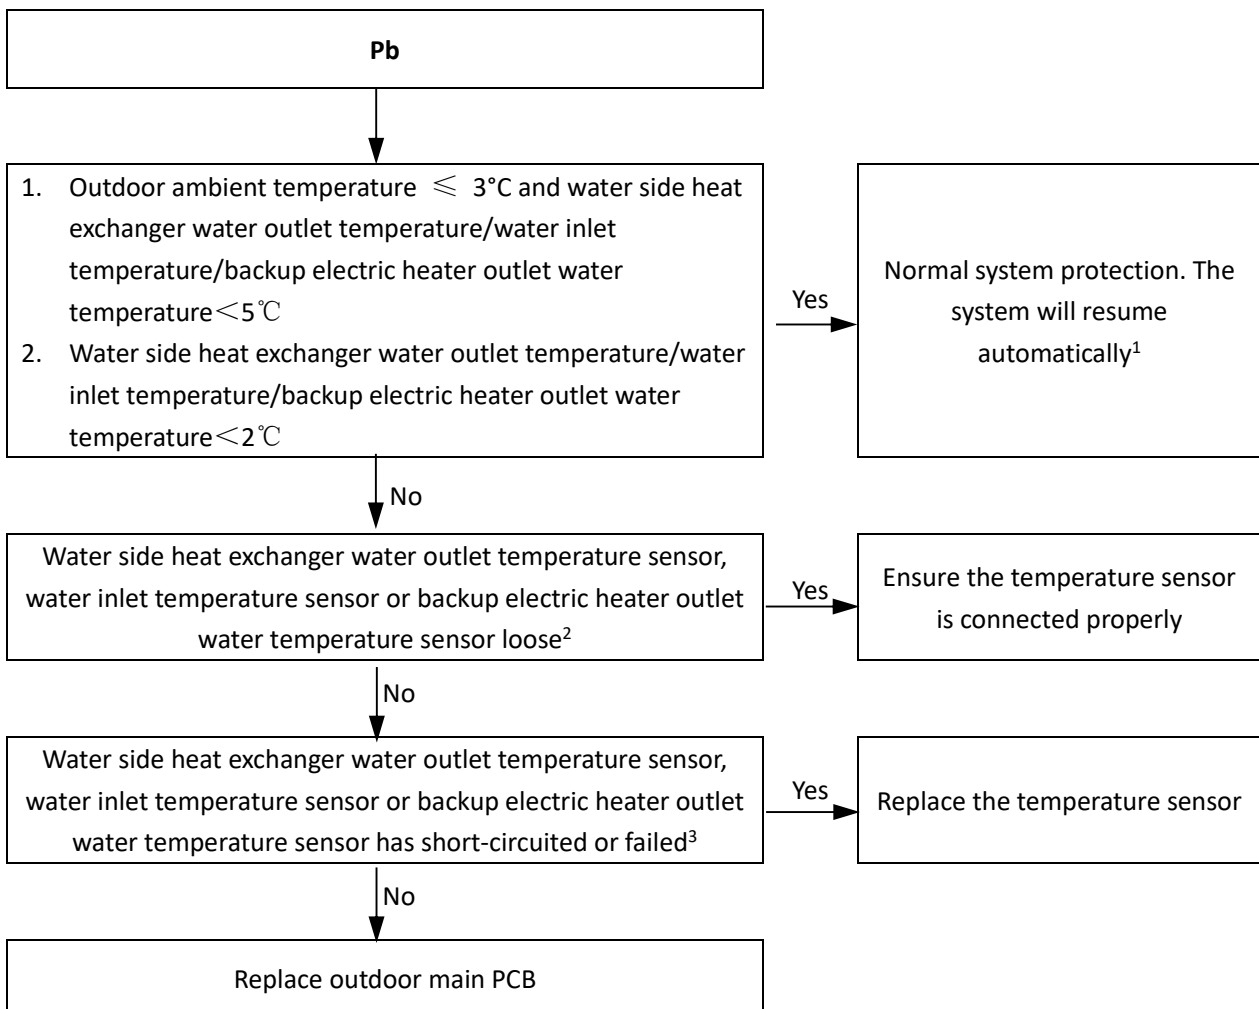 Pb
1. Outdoor ambient temperature ≤ 3°C and water side heat
exchanger water outlet temperature/water inlet
temperature/backup electric heater outlet water
temperature＜5℃
2. Water side heat exchanger water outlet temperature/water
inlet temperature/backup electric heater outlet water
temperature＜2℃
Yes
Normal system protection. The
system will resume
automatically¹
No
Water side heat exchanger water outlet temperature sensor,
water inlet temperature sensor or backup electric heater outlet
water temperature sensor loose²
Yes
Ensure the temperature sensor
is connected properly
No
Water side heat exchanger water outlet temperature sensor,
water inlet temperature sensor or backup electric heater outlet
water temperature sensor has short-circuited or failed³
Yes
Replace the temperature sensor
No
Replace outdoor main PCB